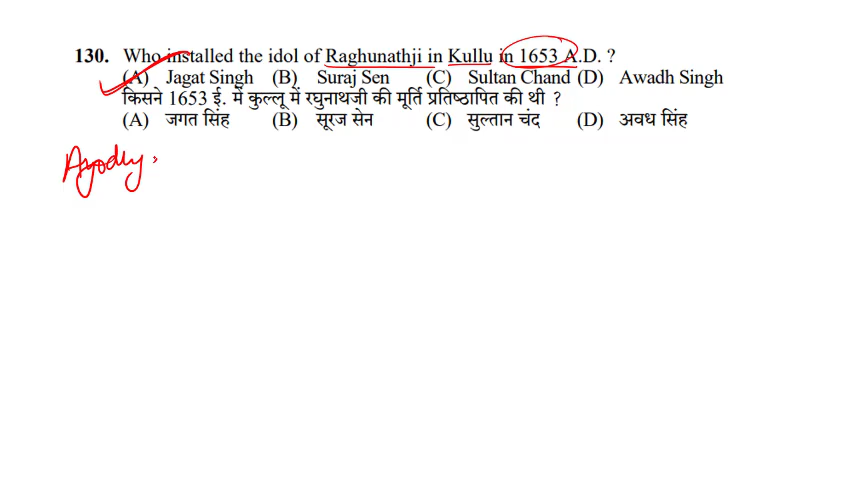 130. Who installed the idol of Raghunathji in Kullu in 1653 A.D. ?
(A) Jagat Singh (B) Suraj Sen (C) Sultan Chand (D) Awadh Singh
किसने 1653 ई. में कुल्लू में रघुनाथजी की मूर्ति प्रतिष्ठापित की थी ?
(A) जगत सिंह (B) सूरज सेन (C) सुल्तान चंद (D) अवध सिंह